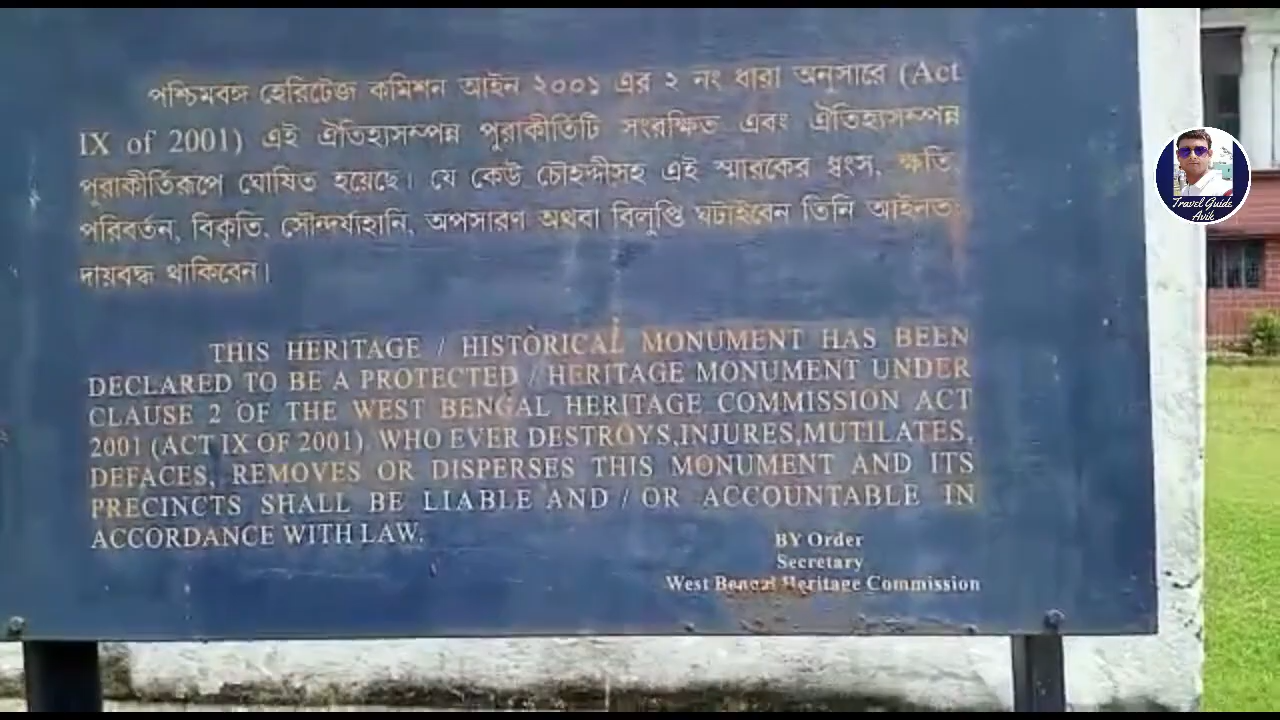 পশ্চিমবঙ্গ হেরিটেজ কমিশন আইন ২০০১ এর ২ নং ধারা অনুসারে (Act
IX of 2001) এই ঐতিহ্যসম্পন্ন পুরাকীর্তিটি সংরক্ষিত এবং ঐতিহ্যসম্পন্ন
পুরাকীর্তিরূপে ঘোষিত হয়েছে। যে কেউ চৌহদ্দীসহ এই স্মারকের ধ্বংস, ক্ষতি,
পরিবর্তন, বিকৃতি, সৌন্দর্য্যহানি, অপসারণ অথবা বিলুপ্তি ঘটাইবেন তিনি আইনত:
দায়বদ্ধ থাকিবেন।
THIS HERITAGE / HISTORICAL MONUMENT HAS BEEN
DECLARED TO BE A PROTECTED / HERITAGE MONUMENT UNDER
CLAUSE 2 OF THE WEST BENGAL HERITAGE COMMISSION ACT
2001 (ACT IX OF 2001). WHO EVER DESTROYS,INJURES,MUTILATES,
DEFACES, REMOVES OR DISPERSES THIS MONUMENT AND ITS
PRECINCTS SHALL BE LIABLE AND / OR ACCOUNTABLE IN
ACCORDANCE WITH LAW.
BY Order
Secretary
West Bengal Heritage Commission
Travel Guide
Avik